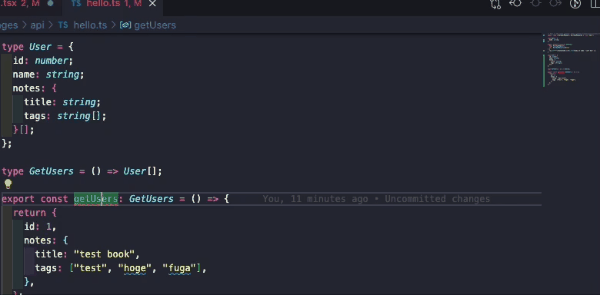 .tsx 2, M
TS hello.ts 1, M
ages > api > TS hello.ts > getUsers
type User = {
id: number;
name: string;
notes: {
title: string;
tags: string[];
}[];
};
type GetUsers = () => User[];
export const getUsers: GetUsers = () => { You, 11 minutes ago • Uncommitted changes
return {
id: 1,
notes: {
title: "test book",
tags: ["test", "hoge", "fuga"],
},
};